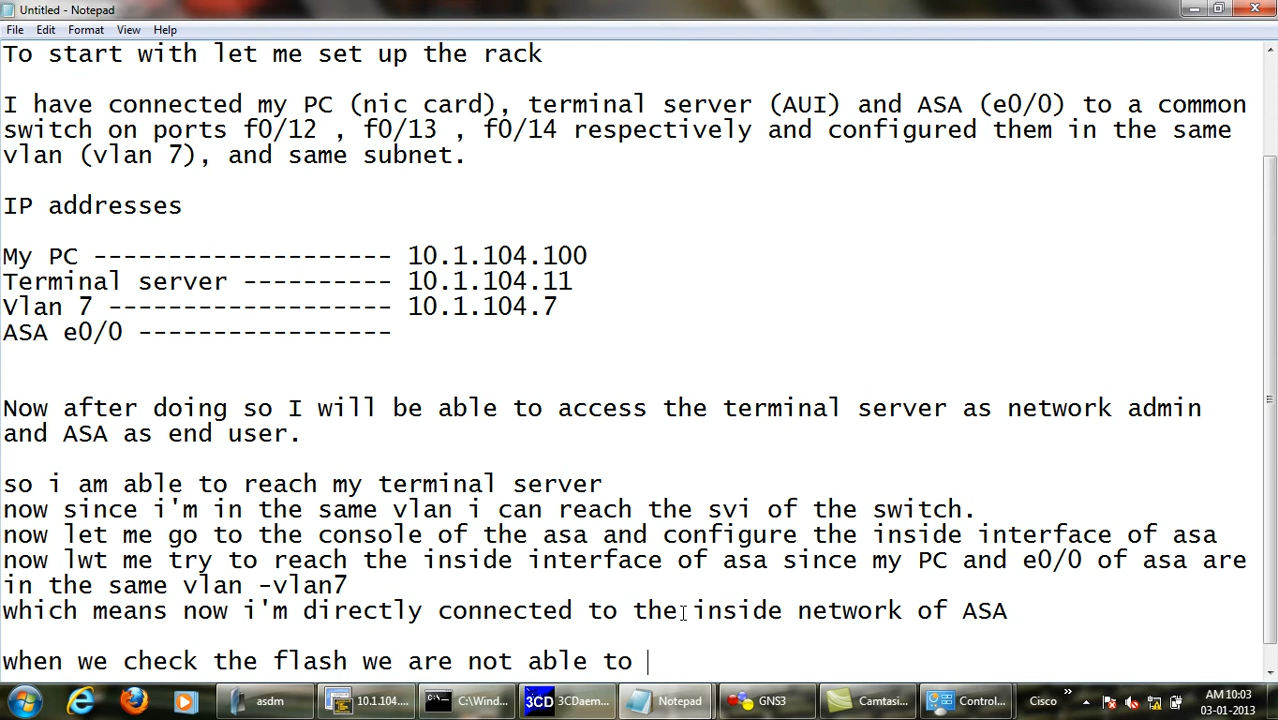 Untitled - Notepad
File Edit Format View Help
To start with let me set up the rack
I have connected my PC (nic card), terminal server (AUI) and ASA (e0/0) to a common
switch on ports f0/12 , f0/13 , f0/14 respectively and configured them in the same
vlan (vlan 7), and same subnet.
IP addresses
My PC -------------------- 10.1.104.100
Terminal server ---------- 10.1.104.11
Vlan 7 ------------------- 10.1.104.7
ASA e0/0 -----------------
Now after doing so I will be able to access the terminal server as network admin
and ASA as end user.
so i am able to reach my terminal server
now since i'm in the same vlan i can reach the svi of the switch.
now let me go to the console of the asa and configure the inside interface of asa
now lwt me try to reach the inside interface of asa since my PC and e0/0 of asa are
in the same vlan -vlan7
which means now i'm directly connected to the inside network of ASA
when we check the flash we are not able to
asdm 10.1.104.... C:\Wind... 3CD 3CDaem... Notepad GNS3 Camtasi... Control... Cisco » AM 10:03
03-01-2013